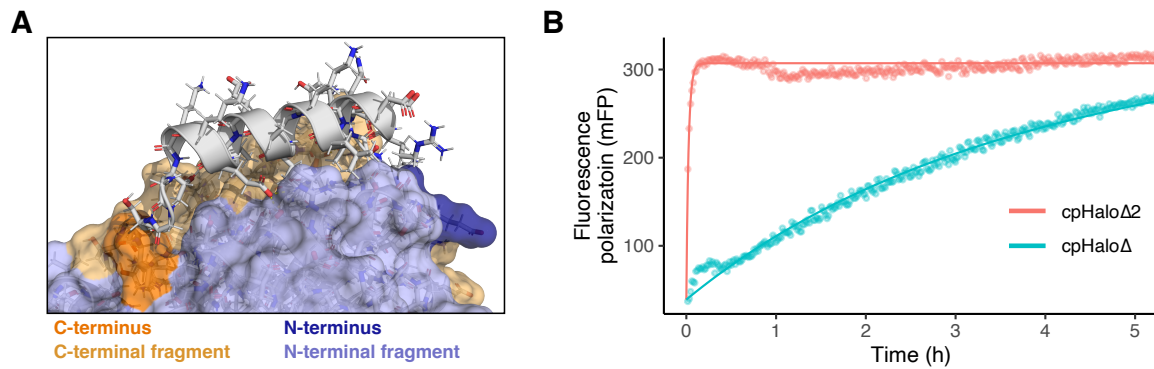 A
C-terminus
N-terminus
C-terminal fragment
N-terminal fragment
B
Fluorescence
polarizatoin (mFP)
300
200
100
cpHaloΔ2
cpHaloΔ
0
1
2
3
4
5
Time (h)